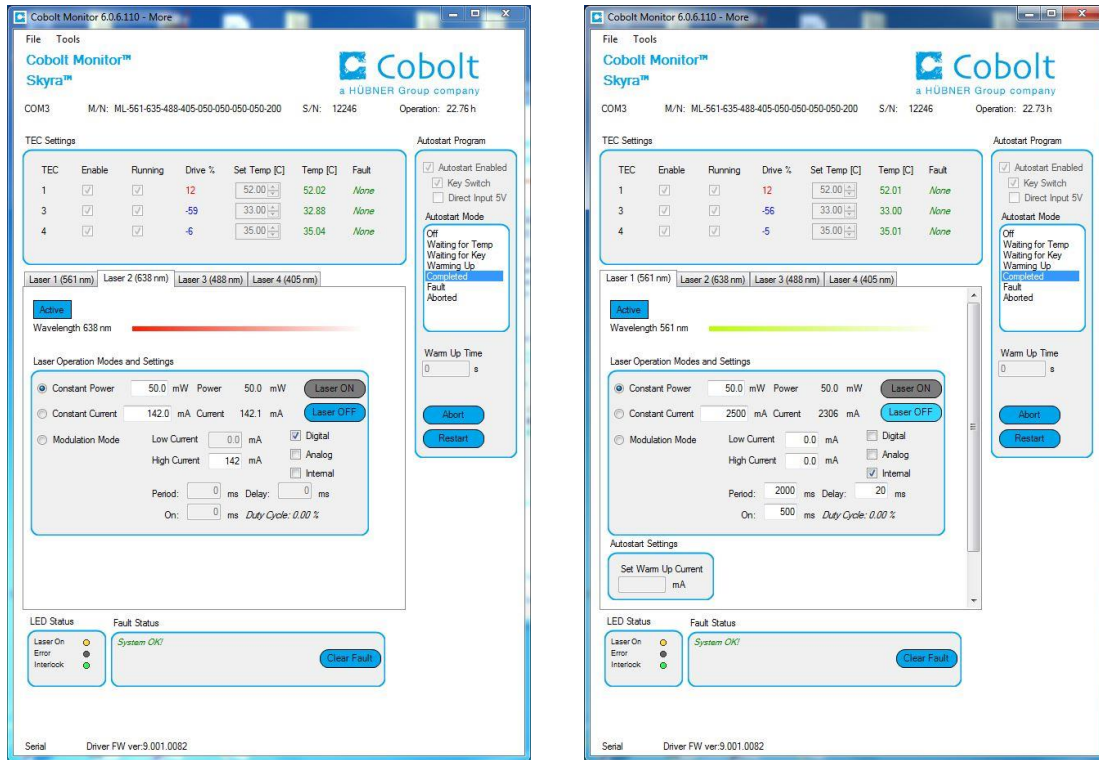 Cobolt Monitor 6.0.6.110 - More
File Tools
Cobolt Monitor™
Skyra™
Cobolt
a HÜBNER Group company
COM3 M/N: ML-561-635-488-405-050-050-050-050-200 S/N: 12246 Operation: 22.76 h
TEC Settings
TEC Enable Running Drive % Set Temp [C] Temp [C] Fault
1 12 52.00 52.02 None
3 -59 33.00 32.88 None
4 -6 35.00 35.04 None
Autostart Program
Autostart Enabled
Key Switch
Direct Input 5V
Autostart Mode
Off
Waiting for Temp
Waiting for Key
Warming Up
Completed
Fault
Aborted
Warm Up Time
0 s
Abort
Restart
Laser 1 (561 nm) Laser 2 (638 nm) Laser 3 (488 nm) Laser 4 (405 nm)
Active
Wavelength 638 nm
Laser Operation Modes and Settings
Constant Power 50.0 mW Power 50.0 mW Laser ON
Constant Current 142.0 mA Current 142.1 mA Laser OFF
Modulation Mode Low Current 0.0 mA Digital
High Current 142 mA Analog
Internal
Period: 0 ms Delay: 0 ms
On: 0 ms Duty Cycle: 0.00 %
LED Status
Laser On
Error
Interlock
Fault Status
System OK!
Clear Fault
Serial Driver FW ver:9.001.0082
Cobolt Monitor 6.0.6.110 - More
File Tools
Cobolt Monitor™
Skyra™
Cobolt
a HÜBNER Group company
COM3 M/N: ML-561-635-488-405-050-050-050-050-200 S/N: 12246 Operation: 22.73 h
TEC Settings
TEC Enable Running Drive % Set Temp [C] Temp [C] Fault
1 12 52.00 52.01 None
3 -56 33.00 33.00 None
4 -5 35.00 35.01 None
Autostart Program
Autostart Enabled
Key Switch
Direct Input 5V
Autostart Mode
Off
Waiting for Temp
Waiting for Key
Warming Up
Completed
Fault
Aborted
Warm Up Time
0 s
Abort
Restart
Laser 1 (561 nm) Laser 2 (638 nm) Laser 3 (488 nm) Laser 4 (405 nm)
Active
Wavelength 561 nm
Laser Operation Modes and Settings
Constant Power 50.0 mW Power 50.0 mW Laser ON
Constant Current 2500 mA Current 2306 mA Laser OFF
Modulation Mode Low Current 0.0 mA Digital
High Current 0.0 mA Analog
Internal
Period: 2000 ms Delay: 20 ms
On: 500 ms Duty Cycle: 0.00 %
Autostart Settings
Set Warm Up Current
mA
LED Status
Laser On
Error
Interlock
Fault Status
System OK!
Clear Fault
Serial Driver FW ver:9.001.0082